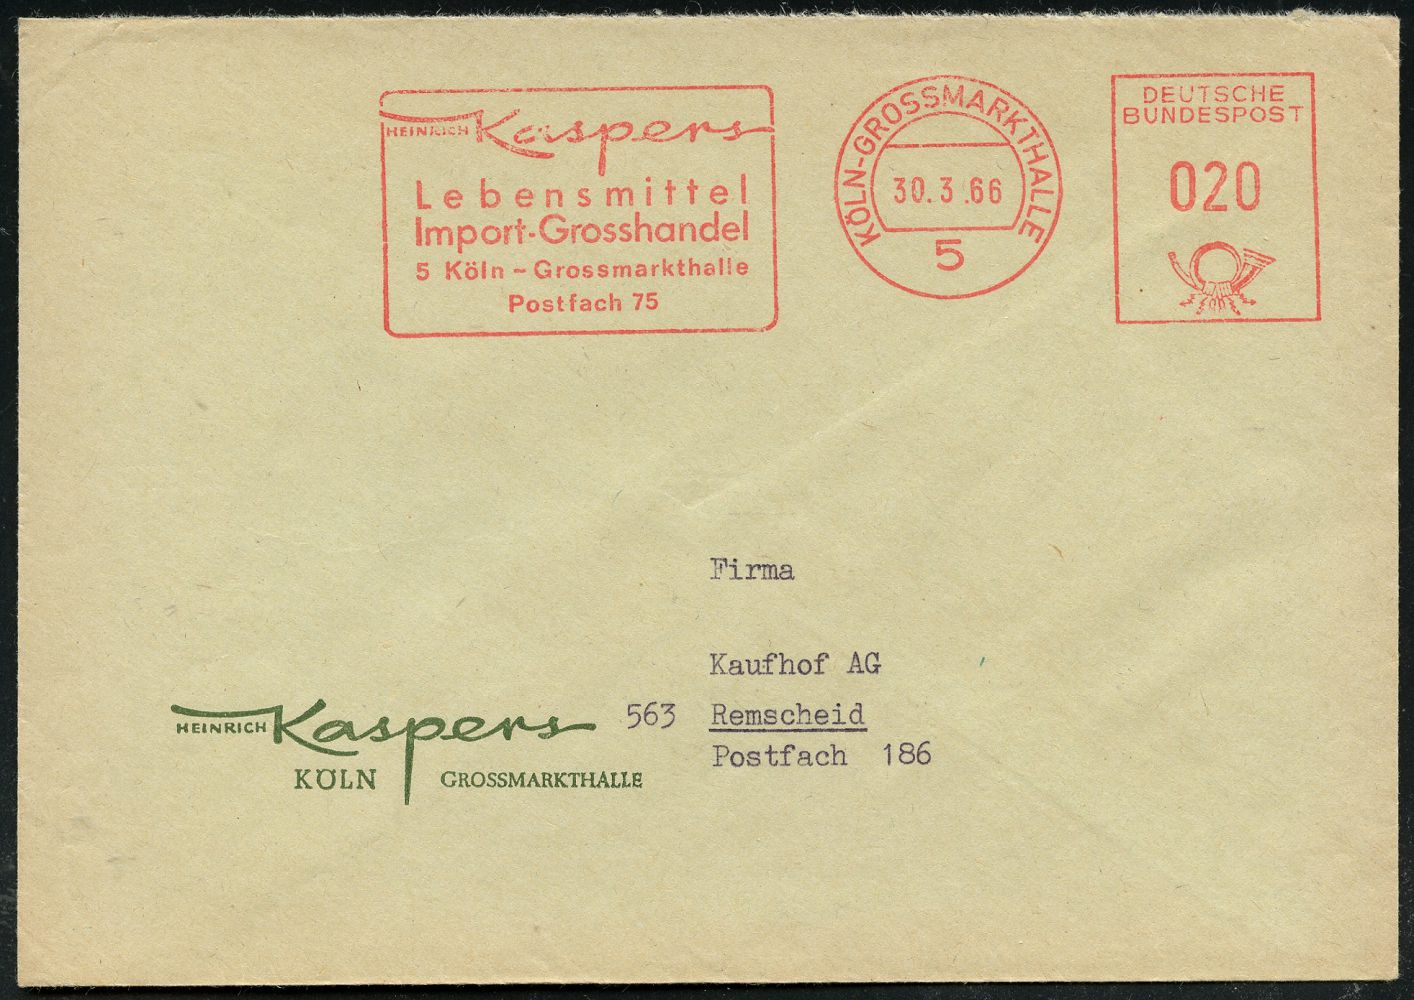 HEINRICH Kaspers
Lebensmittel
Import-Grosshandel
5 Köln - Grossmarkthalle
Postfach 75
KÖLN-GROSSMARKTHALLE
30.3.66
5
DEUTSCHE
BUNDESPOST
020
Firma
Kaufhof AG
563 Remscheid
Postfach 186
HEINRICH Kaspers
KÖLN GROSSMARKTHALLE